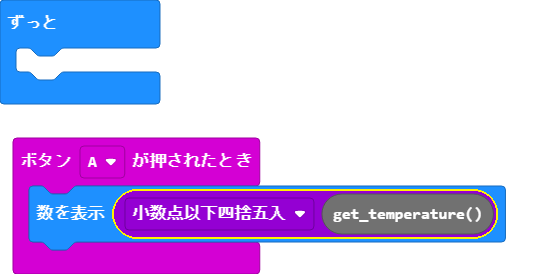 ずっと
ボタン A が押されたとき
数を表示 小数点以下四捨五入 get_temperature()